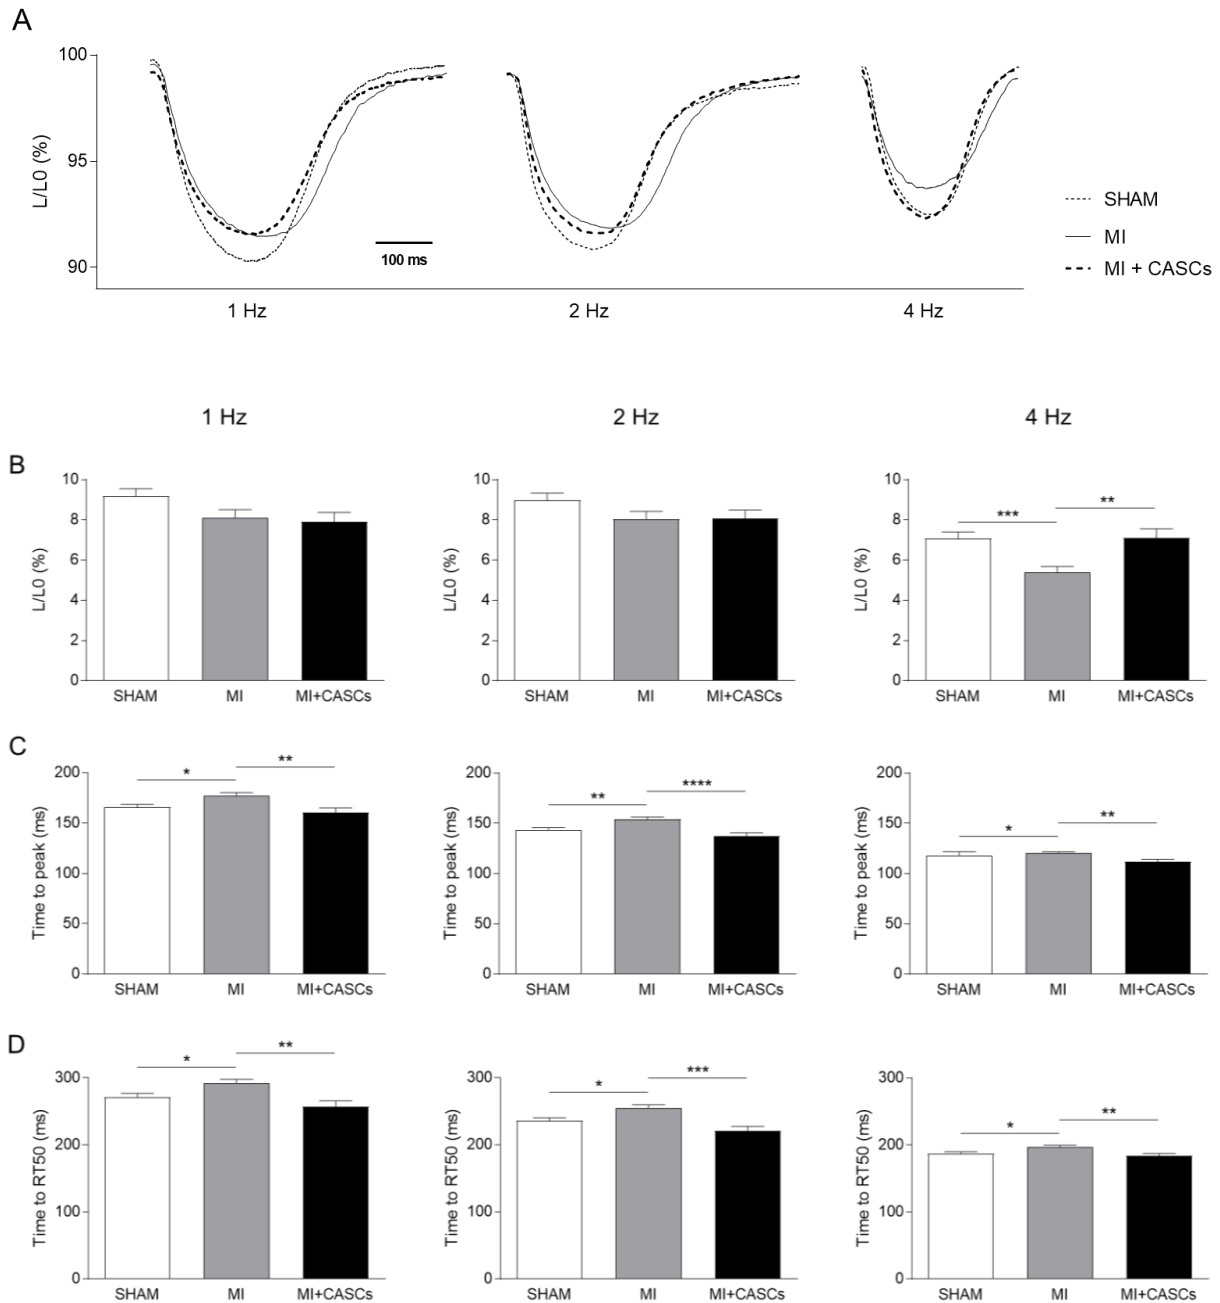 A
100
95
90
L/L0 (%)
100 ms
SHAM
MI
MI + CASCs
1 Hz 2 Hz 4 Hz
1 Hz 2 Hz 4 Hz
B
10
8
6
4
2
0
L/L0 (%)
SHAM MI MI+CASCs
10
8
6
4
2
0
L/L0 (%)
SHAM MI MI+CASCs
10
8
6
4
2
0
L/L0 (%)
*** **
SHAM MI MI+CASCs
C
200
150
100
50
0
Time to peak (ms)
* **
SHAM MI MI+CASCs
200
150
100
50
0
Time to peak (ms)
** ****
SHAM MI MI+CASCs
200
150
100
50
0
Time to peak (ms)
* **
SHAM MI MI+CASCs
D
300
200
100
0
Time to RT50 (ms)
* **
SHAM MI MI+CASCs
300
200
100
0
Time to RT50 (ms)
* ***
SHAM MI MI+CASCs
300
200
100
0
Time to RT50 (ms)
* **
SHAM MI MI+CASCs